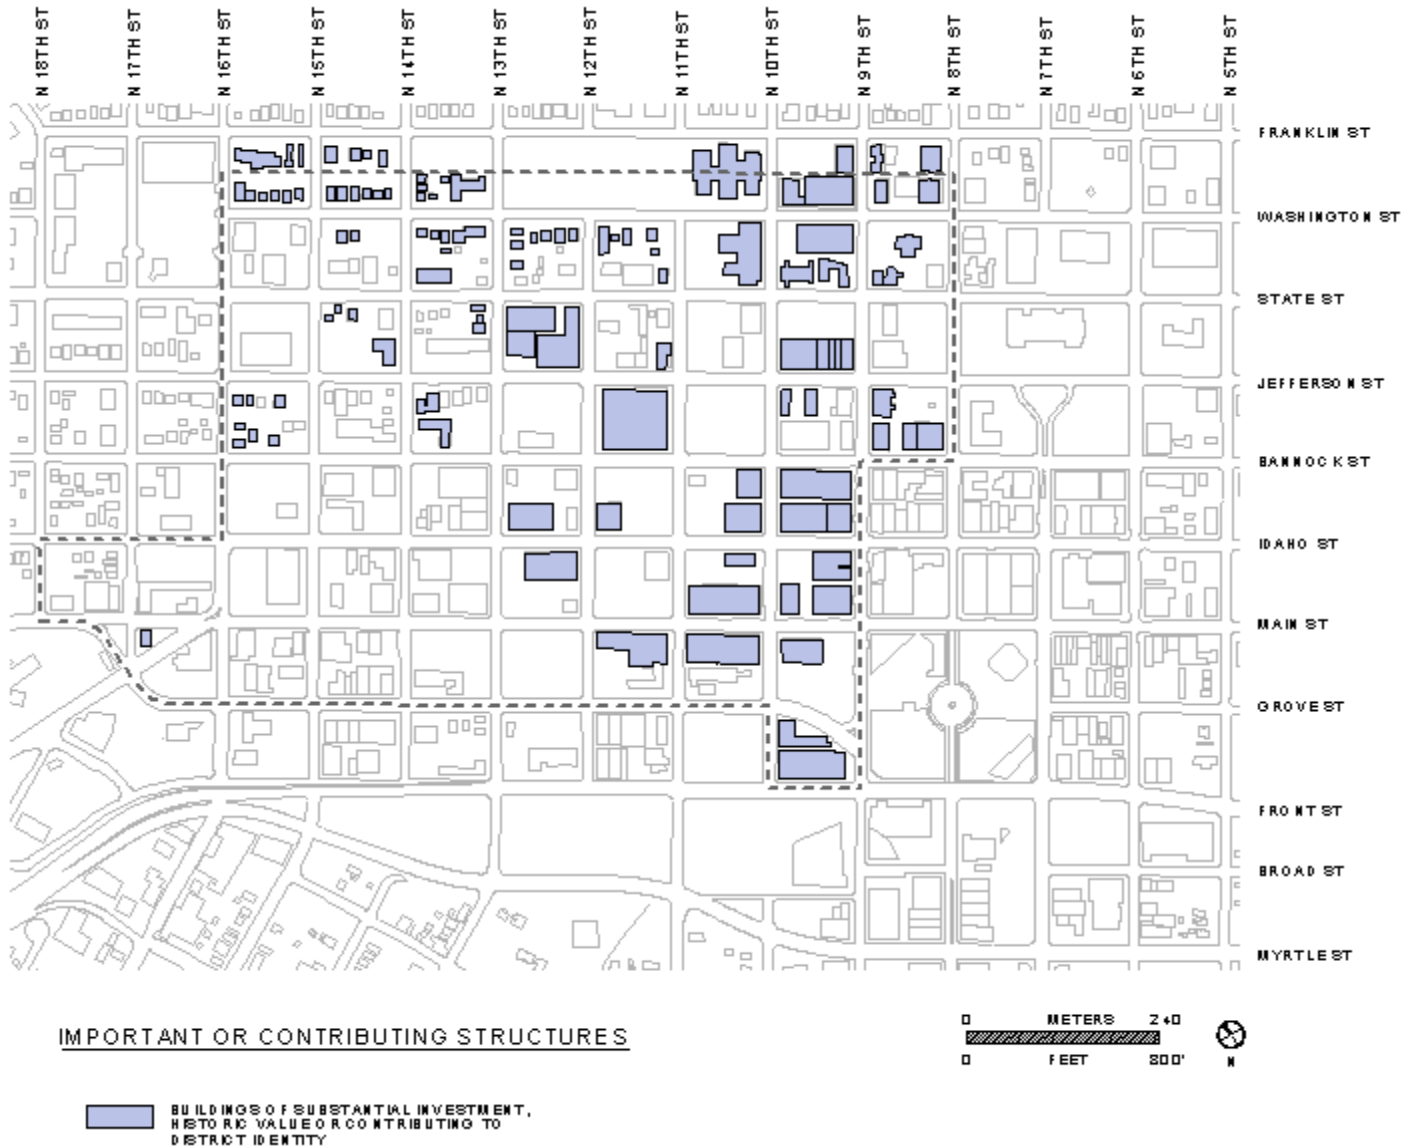 N 18TH ST
N 17TH ST
N 16TH ST
N 15TH ST
N 14TH ST
N 13TH ST
N 12TH ST
N 11TH ST
N 10TH ST
N 9TH ST
N 8TH ST
N 7TH ST
N 6TH ST
N 5TH ST
FRANKLIN ST
WASHINGTON ST
STATE ST
JEFFERSON ST
BANNOCK ST
IDAHO ST
MAIN ST
GROVE ST
FRONT ST
BROAD ST
MYRTLE ST
IMPORTANT OR CONTRIBUTING STRUCTURES
0 METERS 240
0 FEET 800'
N
BUILDINGS OF SUBSTANTIAL INVESTMENT,
HISTORIC VALUE OR CONTRIBUTING TO
DISTRICT IDENTITY